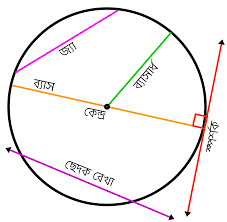 জ্যা
ব্যাস
ব্যাসার্ধ
কেন্দ্র
স্পর্শক
ছেদক রেখা